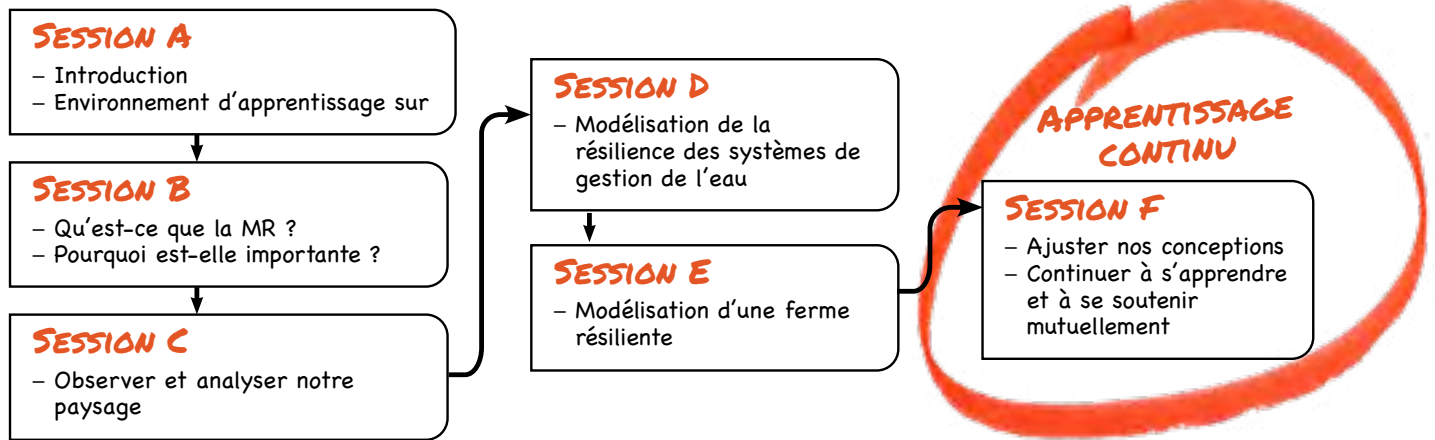 SESSION A
– Introduction
– Environnement d'apprentissage sur
SESSION B
– Qu'est-ce que la MR ?
– Pourquoi est-elle importante ?
SESSION C
– Observer et analyser notre
paysage
SESSION D
– Modélisation de la
résilience des systèmes de
gestion de l'eau
SESSION E
– Modélisation d'une ferme
résiliente
APPRENTISSAGE
CONTINU
SESSION F
– Ajuster nos conceptions
– Continuer à s'apprendre
et à se soutenir
mutuellement